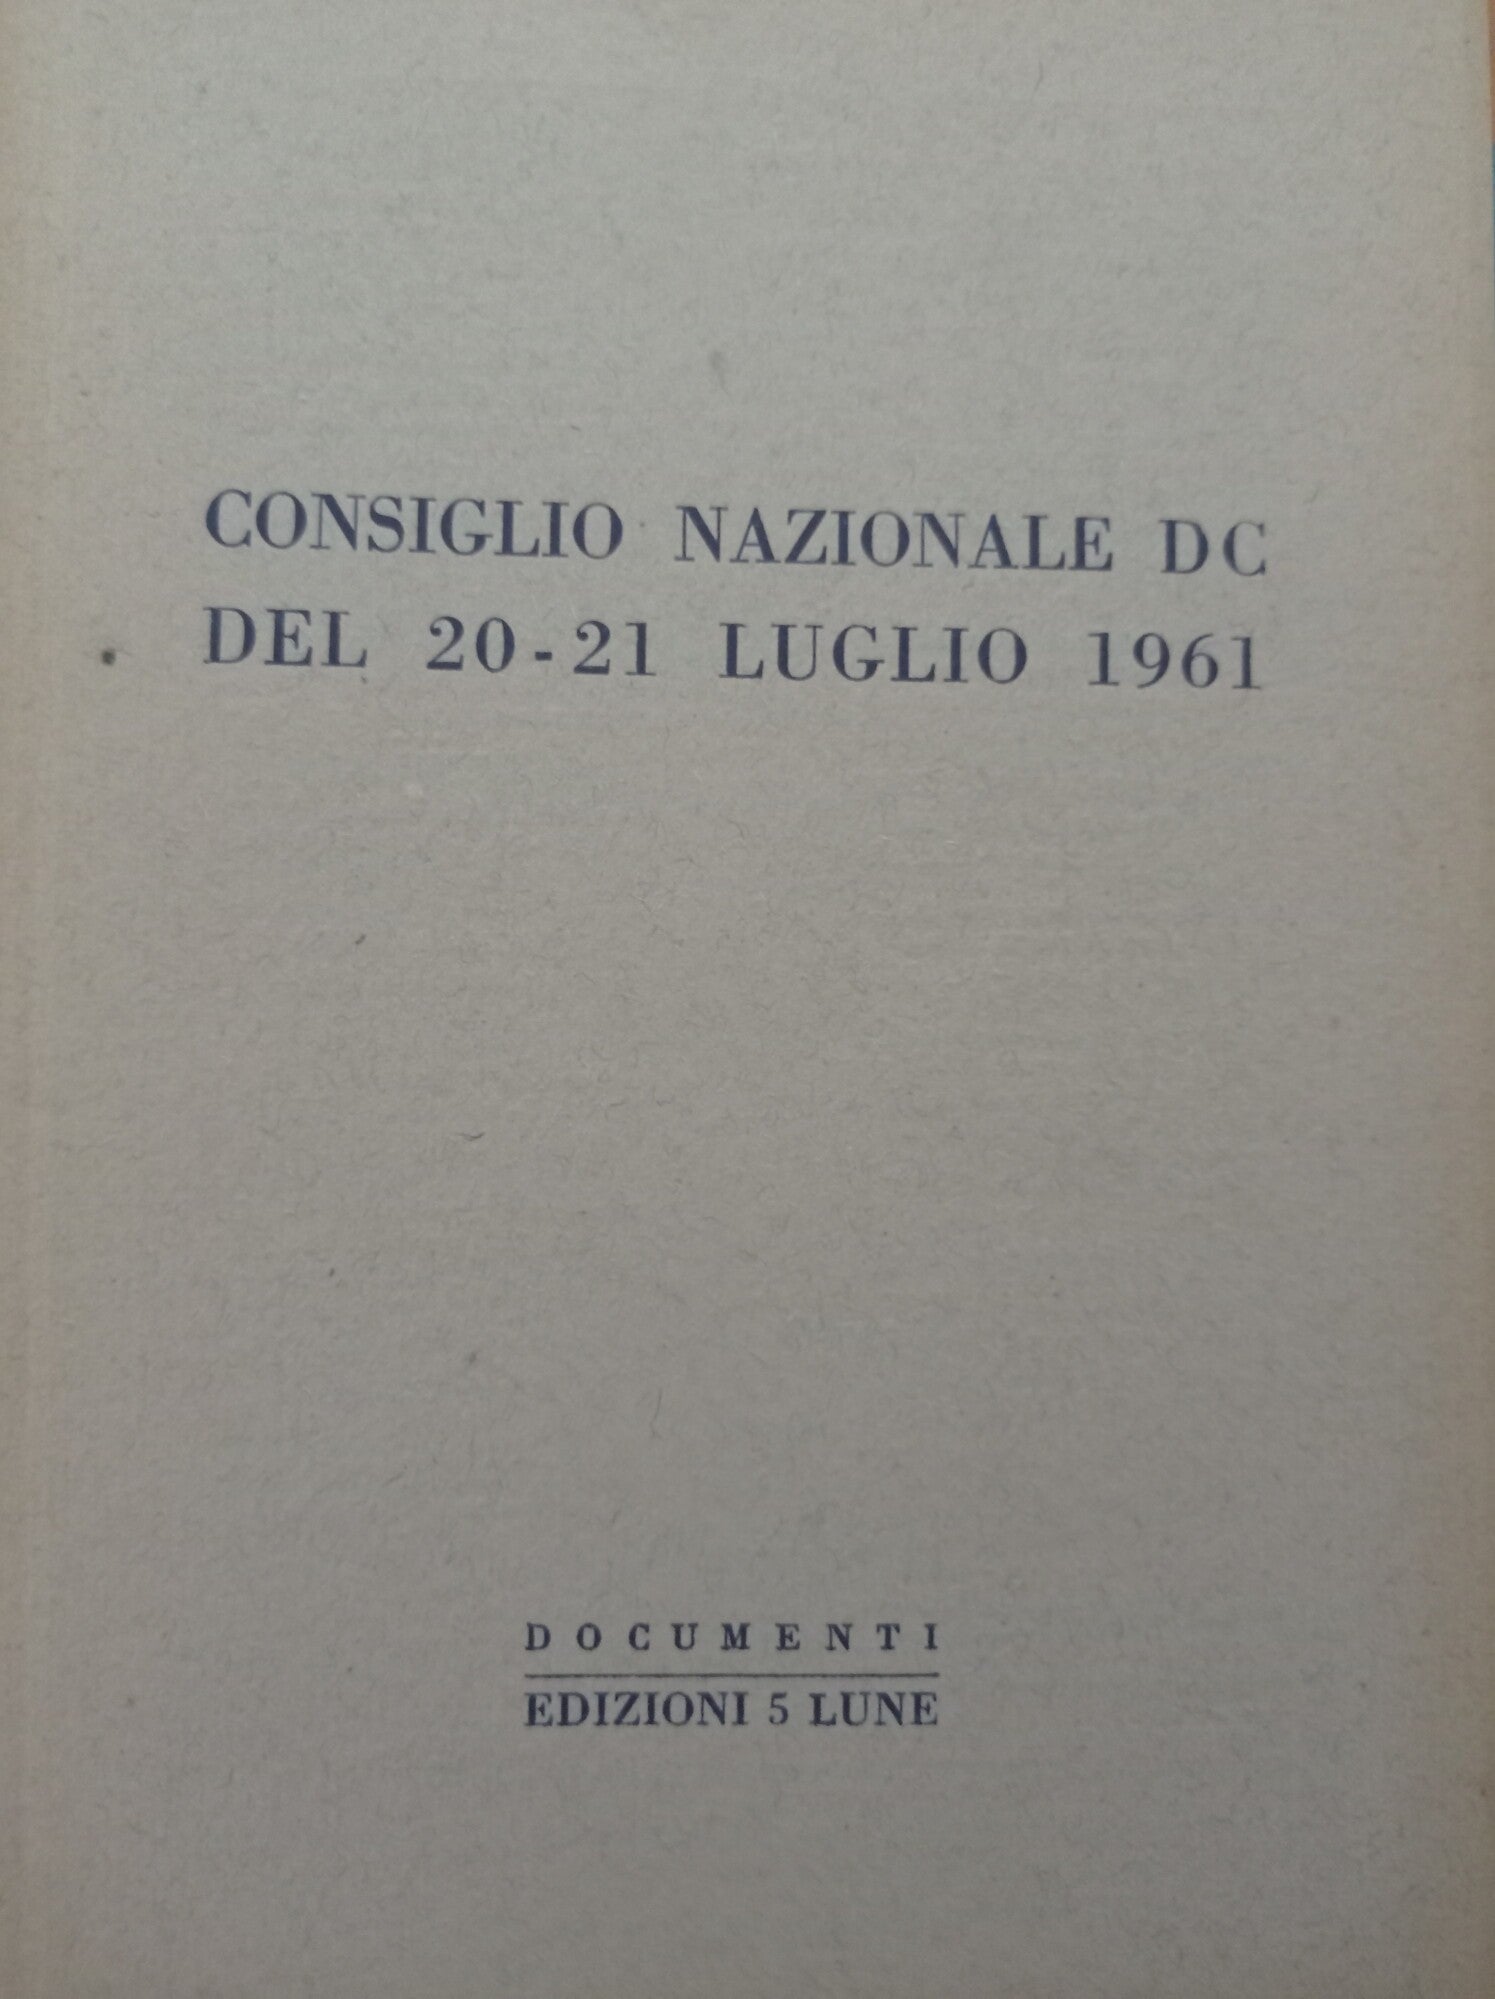 CONSIGLIO NAZIONALE DC
DEL 20-21 LUGLIO 1961
DOCUMENTI
EDIZIONI 5 LUNE